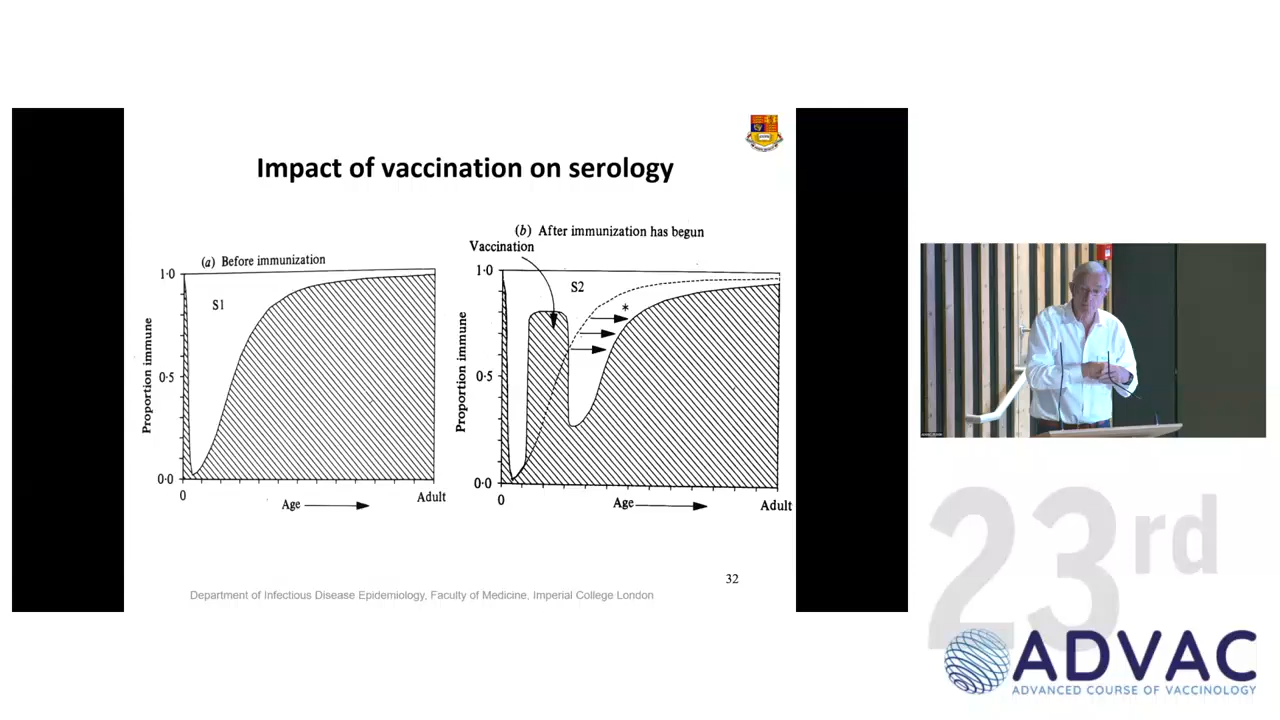 Impact of vaccination on serology
(a) Before immunization
1·0
S1
0·5
0·0
Proportion immune
0
Age
Adult
(b) After immunization has begun
Vaccination
1·0
S2
*
0·5
0·0
Proportion immune
0
Age
Adult
32
Department of Infectious Disease Epidemiology, Faculty of Medicine, Imperial College London
23rd
ADVAC
ADVANCED COURSE OF VACCINOLOGY